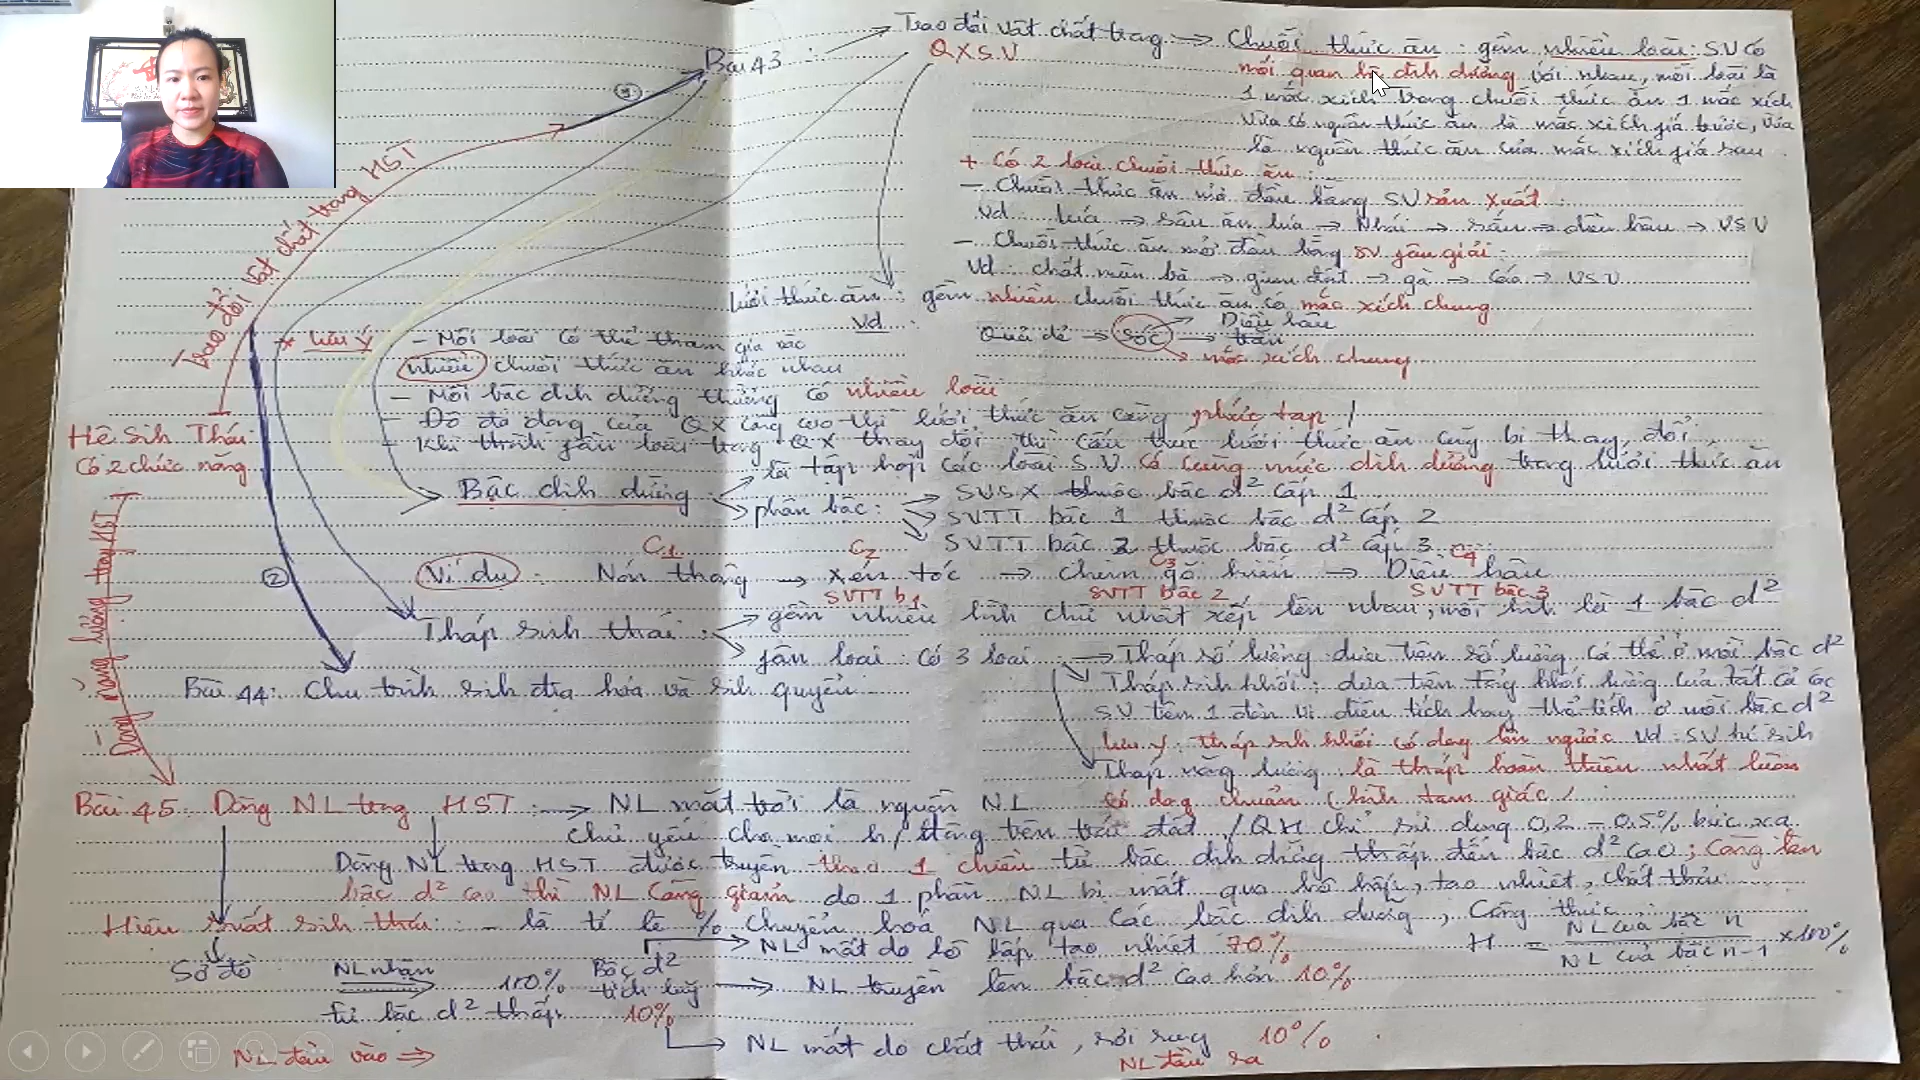 Bài 43 :
Trao đổi vật chất trong
QXSV
Chuỗi thức ăn : gồm nhiều loài SV có
mối quan hệ dinh dưỡng với nhau, mỗi loài là
1 mắc xích trong chuỗi thức ăn 1 mắc xích
vừa có nguồn thức ăn là mắc xích fía trước, vừa
là nguồn thức ăn của mắc xích fía sau
+ Có 2 loại chuỗi thức ăn :
- Chuỗi thức ăn mở đầu bằng SV sản xuất :
Vd : lúa → sâu ăn lúa → Nhái → rắn → diều hâu → VSV
- Chuỗi thức ăn mở đầu bằng SV fân giải :
Vd : chất mùn bã → giun đất → gà → Cáo → VSV
Lưới thức ăn : gồm nhiều chuỗi thức ăn có mắc xích chung
Vd :
Quả dẻ → Sóc → Diều hâu
→ trăn
mắc xích chung
Trao đổi vật chất trong HST
①
* Lưu ý
- Mỗi loài có thể tham gia vào
nhiều chuỗi thức ăn khác nhau
- Mỗi bậc dinh dưỡng thường có nhiều loài
- Độ đa dạng của QX càng cao thì lưới thức ăn càng phức tạp
- Khi thành fần loài trong QX thay đổi thì cấu trúc lưới thức ăn cũng bị thay đổi
Hệ Sinh Thái
Có 2 chức năng
Bậc dinh dưỡng :
là tập hợp các loài SV có cùng mức dinh dưỡng trong lưới thức ăn
phân bậc :
SVSX thuộc bậc d² cấp 1
SVTT bậc 1 thuộc bậc d² cấp 2
SVTT bậc 2 thuộc bậc d² cấp 3
C1 C2 C3 C4
Ví dụ : Nón thông → Xén tóc → Chim gõ kiến → Diều hâu
SVTT b1 SVTT bậc 2 SVTT bậc 3
②
Tháp sinh thái :
gồm nhiều hình chữ nhật xếp lên nhau, mỗi hình là 1 bậc d²
fân loại : Có 3 loại
Tháp số lượng : dựa trên số lượng cá thể ở mỗi bậc d²
Tháp sinh khối : dựa trên tổng khối lượng của tất cả các
SV trên 1 đơn vị diện tích hay thể tích ở mỗi bậc d²
lưu ý : tháp sinh khối có dạng lộn ngược Vd : SV kí sinh
Tháp năng lượng là tháp hoàn thiện nhất luôn
có dạng chuẩn (hình tam giác)
Bài 44 : Chu trình sinh địa hóa và sinh quyển
Dòng năng lượng trong HST
Bài 45 : Dòng NL trong HST : → NL mặt trời là nguồn NL
chủ yếu cho mọi h/động trên trái đất / QH chỉ sử dụng 0,2 - 0,5% bức xạ
Dòng NL trong HST được truyền theo 1 chiều từ bậc dinh dưỡng thấp đến bậc d² cao ; Càng lên
bậc d² cao thì NL Càng giảm do 1 phần NL bị mất qua hô hấp, tạo nhiệt, chất thải
Hiệu suất sinh thái : - là tỉ lệ % chuyển hoá NL qua các bậc dinh dưỡng, Công thức :
H = NL của bậc n / NL của bậc n-1 × 100%
Sơ đồ
NL nhận
từ bậc d² thấp
100%
Bậc d²
tích luỹ
10%
NL mất do hô hấp tạo nhiệt 70%
NL truyền lên bậc d² cao hơn 10%
NL mất do chất thải, rơi rụng 10%
NL đầu vào ⇒
NL đầu ra